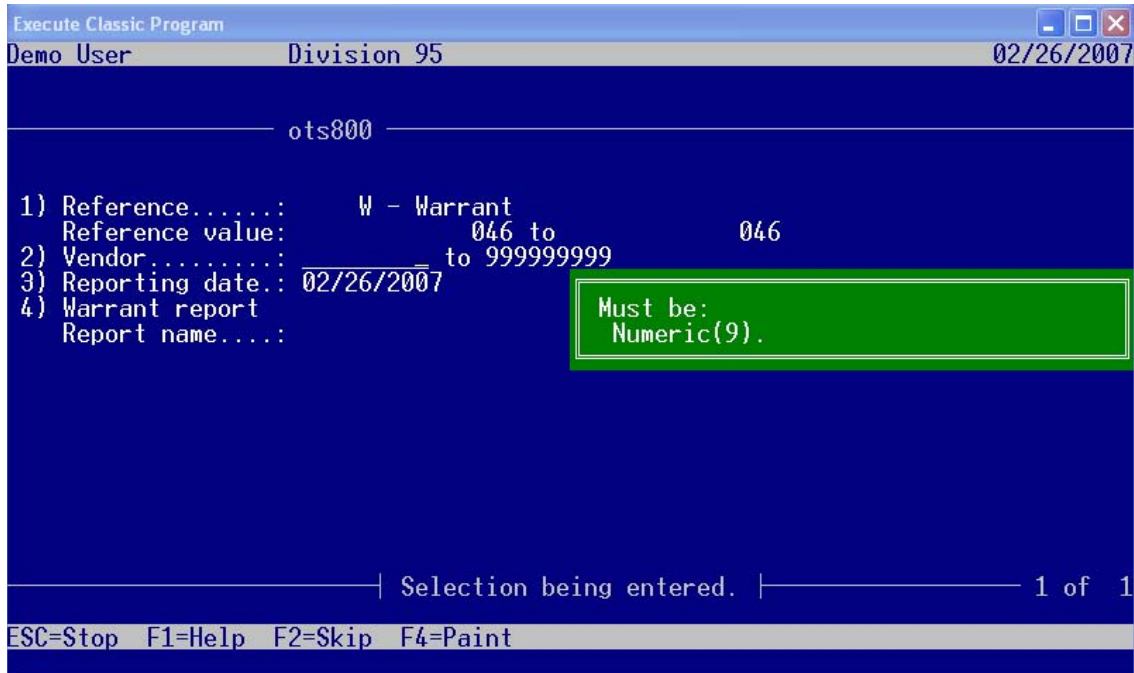 Execute Classic Program
Demo User Division 95 02/26/2007
ots800
1) Reference......: W - Warrant
Reference value: 046 to 046
2) Vendor.........: _________ to 999999999
3) Reporting date.: 02/26/2007
4) Warrant report
Report name....:
Must be:
Numeric(9).
Selection being entered. 1 of 1
ESC=Stop F1=Help F2=Skip F4=Paint